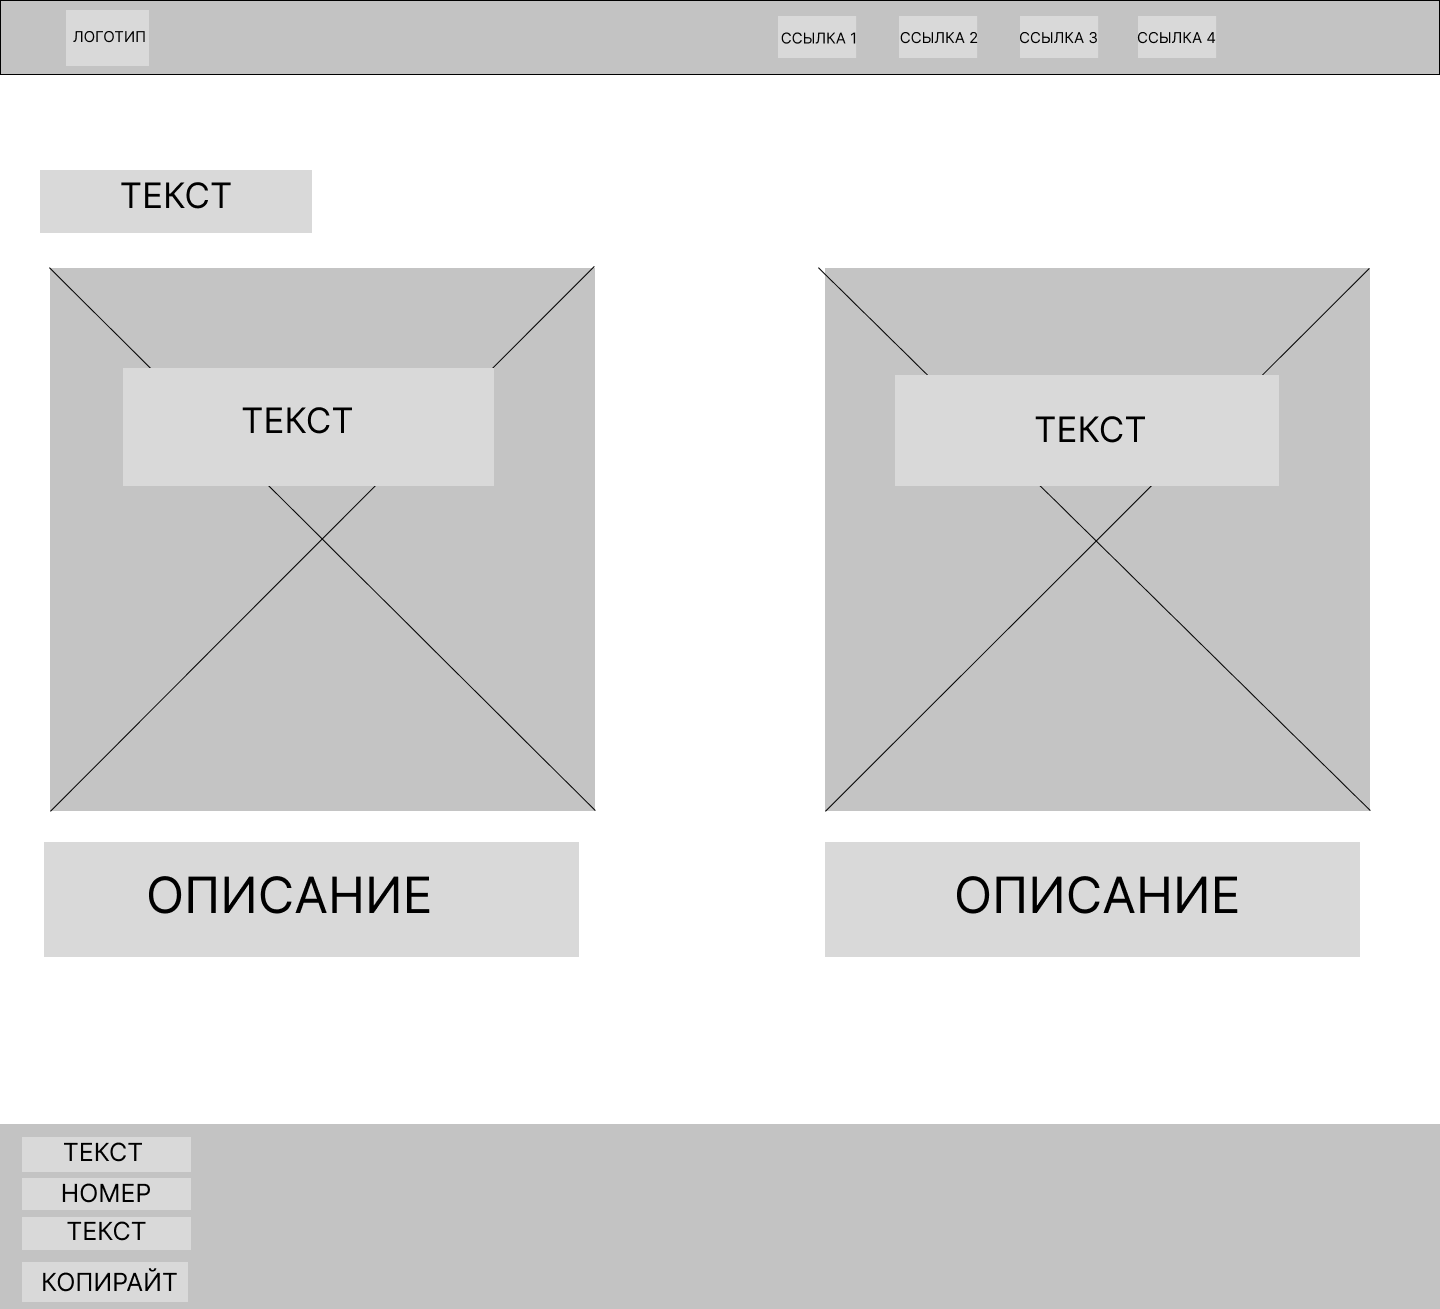 ЛОГОТИП
ССЫЛКА 1
ССЫЛКА 2
ССЫЛКА 3
ССЫЛКА 4
ТЕКСТ
ТЕКСТ
ТЕКСТ
ОПИСАНИЕ
ОПИСАНИЕ
ТЕКСТ
НОМЕР
ТЕКСТ
КОПИРАЙТ